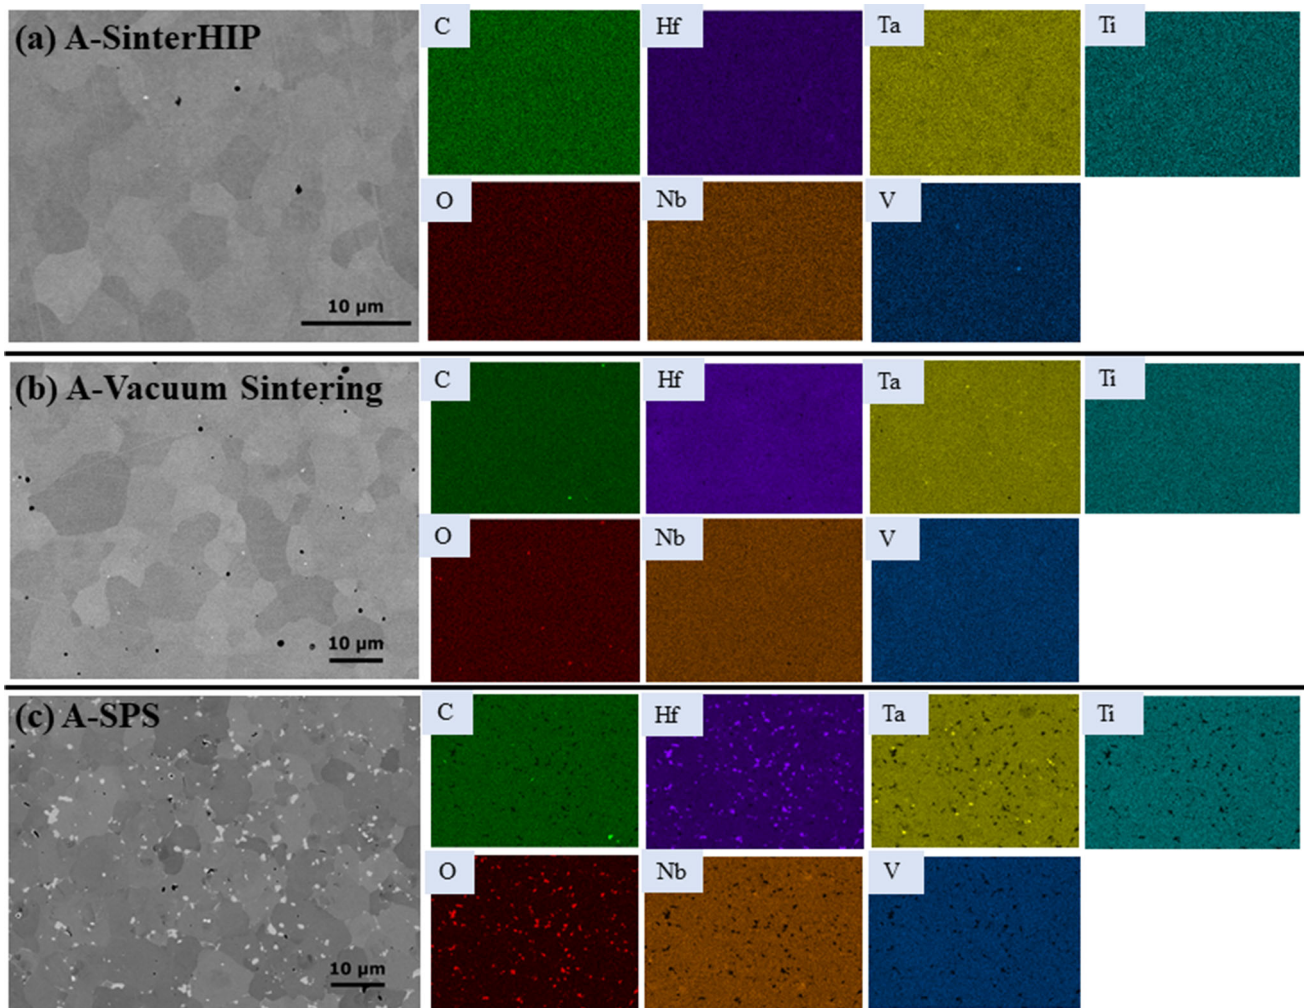 (a) A-SinterHIP
C
Hf
Ta
Ti
O
Nb
V
10 µm
(b) A-Vacuum Sintering
C
Hf
Ta
Ti
O
Nb
V
10 µm
(c) A-SPS
C
Hf
Ta
Ti
O
Nb
V
10 µm